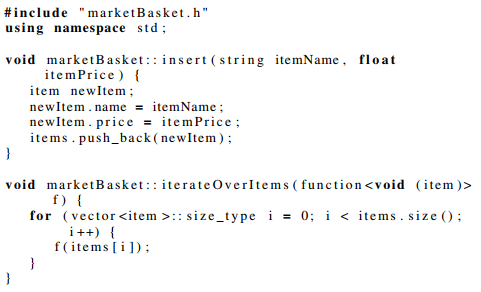 #include "marketBasket.h"
using namespace std;
void marketBasket::insert(string itemName, float
itemPrice) {
item newItem;
newItem.name = itemName;
newItem.price = itemPrice;
items.push_back(newItem);
}
void marketBasket::iterateOverItems(function<void (item)>
f) {
for (vector<item>::size_type i = 0; i < items.size();
i++) {
f(items[i]);
}
}